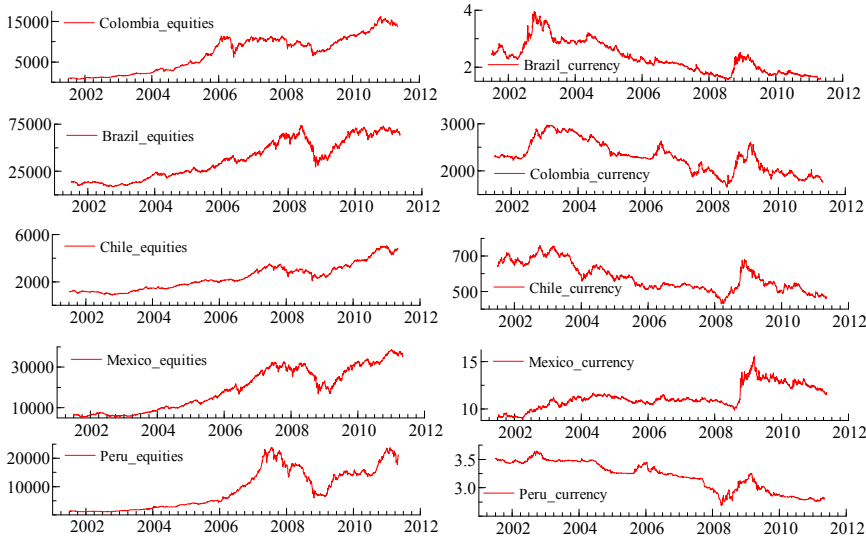 Colombia_equities
15000
5000
2002 2004 2006 2008 2010 2012
Brazil_currency
4
2
2002 2004 2006 2008 2010 2012
Brazil_equities
75000
25000
2002 2004 2006 2008 2010 2012
Colombia_currency
3000
2000
2002 2004 2006 2008 2010 2012
Chile_equities
6000
2000
2002 2004 2006 2008 2010 2012
Chile_currency
700
500
2002 2004 2006 2008 2010 2012
Mexico_equities
30000
10000
2002 2004 2006 2008 2010 2012
Mexico_currency
15
10
2002 2004 2006 2008 2010 2012
Peru_equities
20000
10000
2002 2004 2006 2008 2010 2012
Peru_currency
3.5
3.0
2002 2004 2006 2008 2010 2012